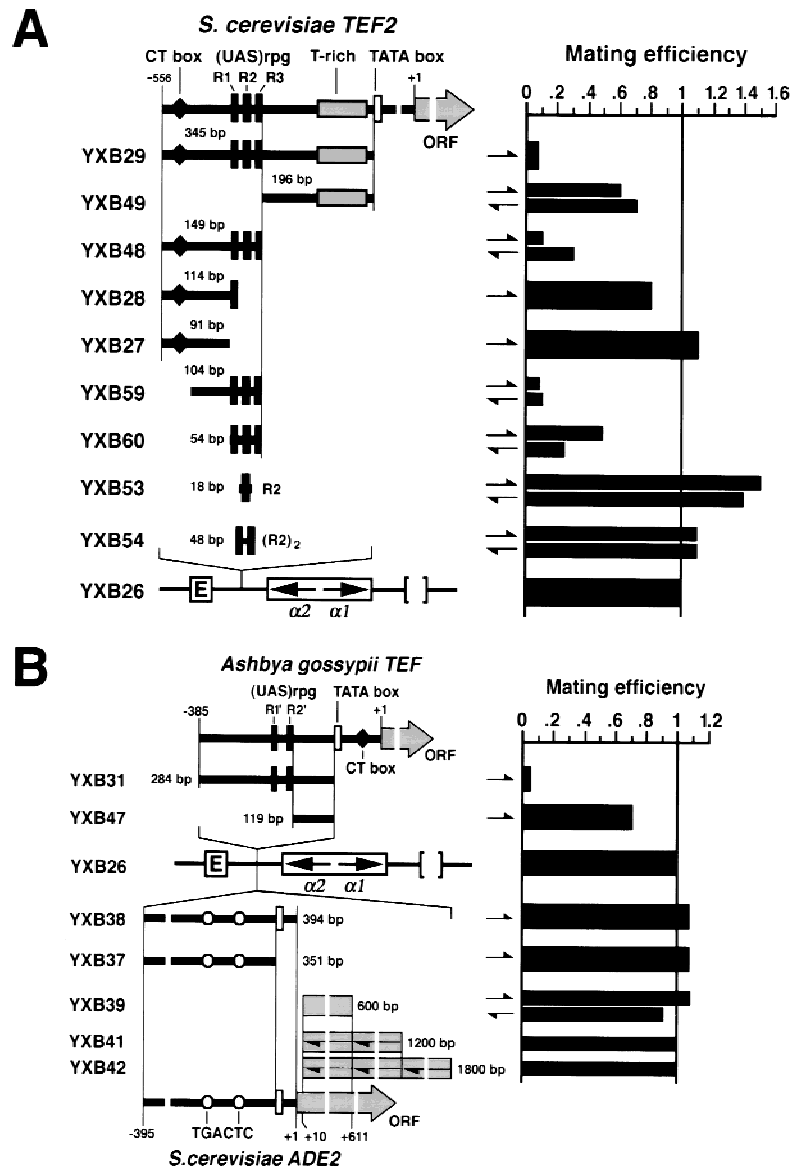 A
S. cerevisiae TEF2
CT box (UAS)rpg T-rich TATA box
-556 R1 R2 R3 +1
ORF
Mating efficiency
0 .2 .4 .6 .8 1 1.2 1.4 1.6
345 bp
YXB29
196 bp
YXB49
149 bp
YXB48
114 bp
YXB28
91 bp
YXB27
104 bp
YXB59
YXB60 54 bp
YXB53 18 bp R2
YXB54 48 bp (R2)2
YXB26 E
α2 α1
B
Ashbya gossypii TEF
(UAS)rpg TATA box
-385 R1' R2' +1
ORF
CT box
Mating efficiency
0 .2 .4 .6 .8 1 1.2
YXB31 284 bp
YXB47 119 bp
YXB26 E
α2 α1
YXB38 394 bp
YXB37 351 bp
YXB39 600 bp
YXB41 1200 bp
YXB42 1800 bp
ORF
-395 TGACTC +1 +10 +611
S.cerevisiae ADE2